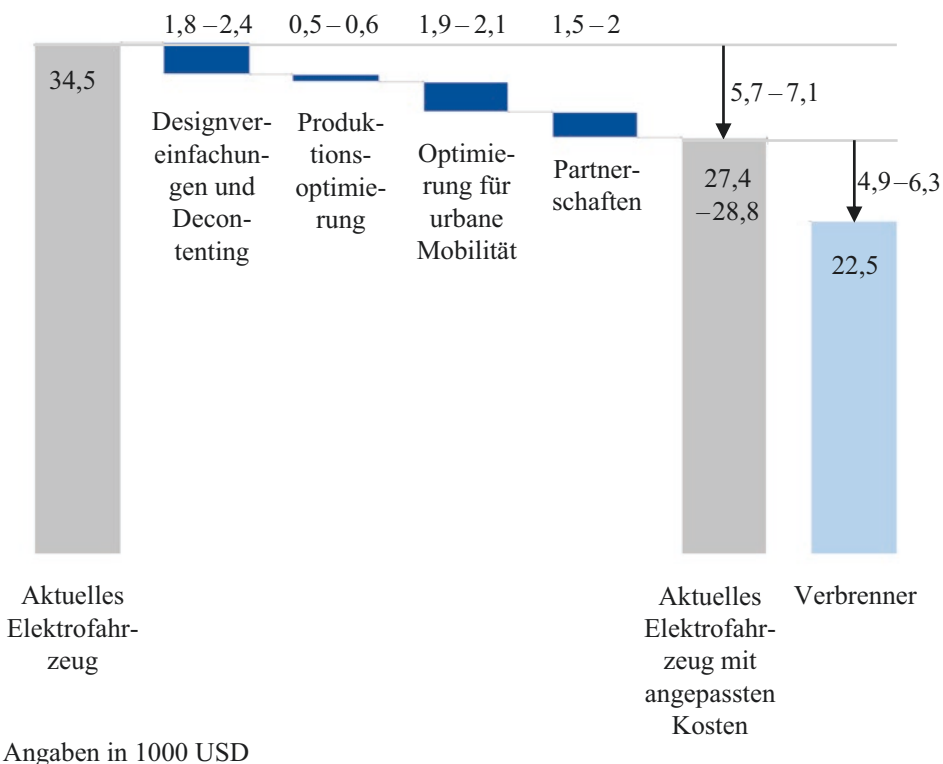 1,8 – 2,4
0,5 – 0,6
1,9 – 2,1
1,5 – 2
34,5
5,7 – 7,1
Designver-
einfachun-
gen und
Decon-
tenting
Produk-
tions-
optimie-
rung
Optimie-
rung für
urbane
Mobilität
Partner-
schaften
27,4
–28,8
4,9–6,3
22,5
Aktuelles
Elektrofahr-
zeug
Aktuelles
Elektrofahr-
zeug mit
angepassten
Kosten
Verbrenner
Angaben in 1000 USD